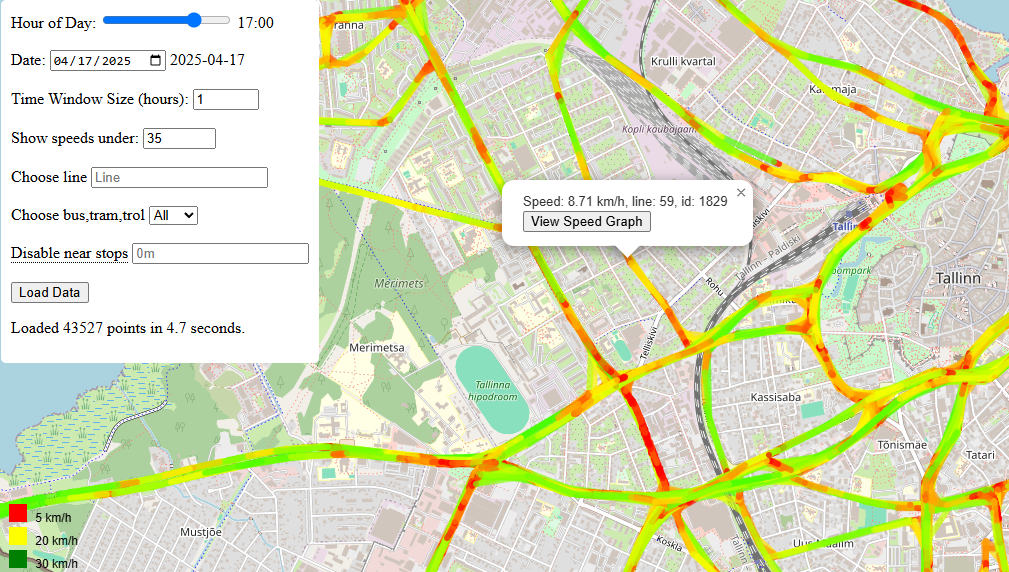 Hour of Day: 17:00
Date: 04/17/2025 2025-04-17
Time Window Size (hours): 1
Show speeds under: 35
Choose line Line
Choose bus,tram,trol All
Disable near stops 0m
Load Data
Loaded 43527 points in 4.7 seconds.
ranna
Krulli kvartal
Kopli kaubajaam
Speed: 8.71 km/h, line: 59, id: 1829
×
View Speed Graph
Tallinn - Paldiski
Tallinn
Merimets
Rohu
Telliskivi
Merimetsa
Tallinna
hipodroom
Kassisaba
Tõnismäe
Tatari
Mustjõe
Koskla
5 km/h
20 km/h
30 km/h